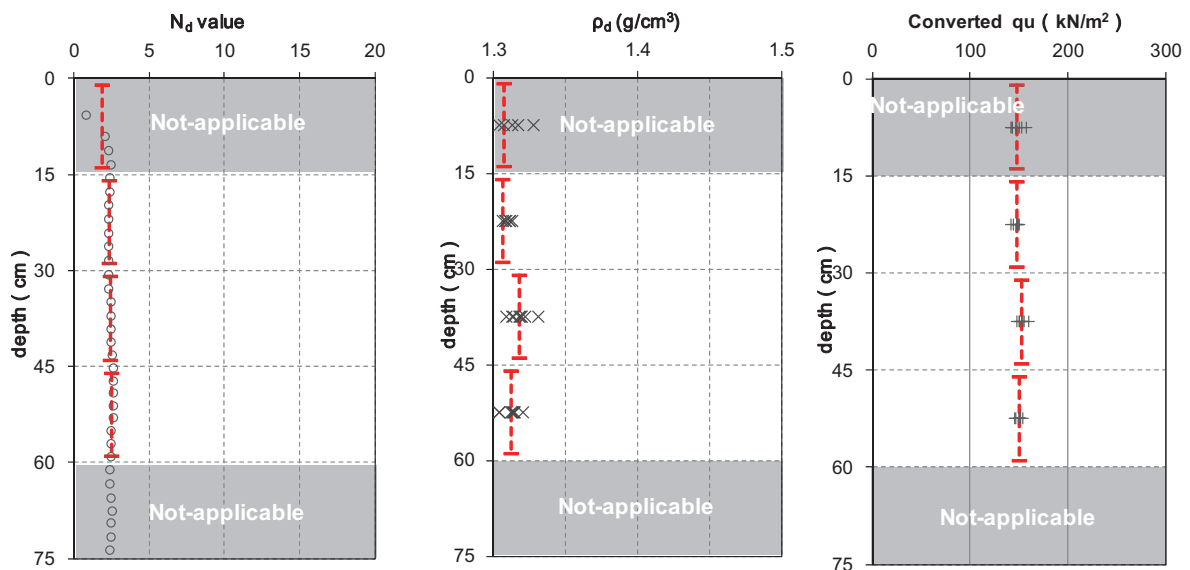 N_d value
0 5 10 15 20
0
15
30
45
60
75
depth ( cm )
Not-applicable
Not-applicable
ρ_d (g/cm³)
1.3 1.4 1.5
0
15
30
45
60
75
depth ( cm )
Not-applicable
Not-applicable
Converted qu ( kN/m² )
0 100 200 300
0
15
30
45
60
75
depth ( cm )
Not-applicable
Not-applicable